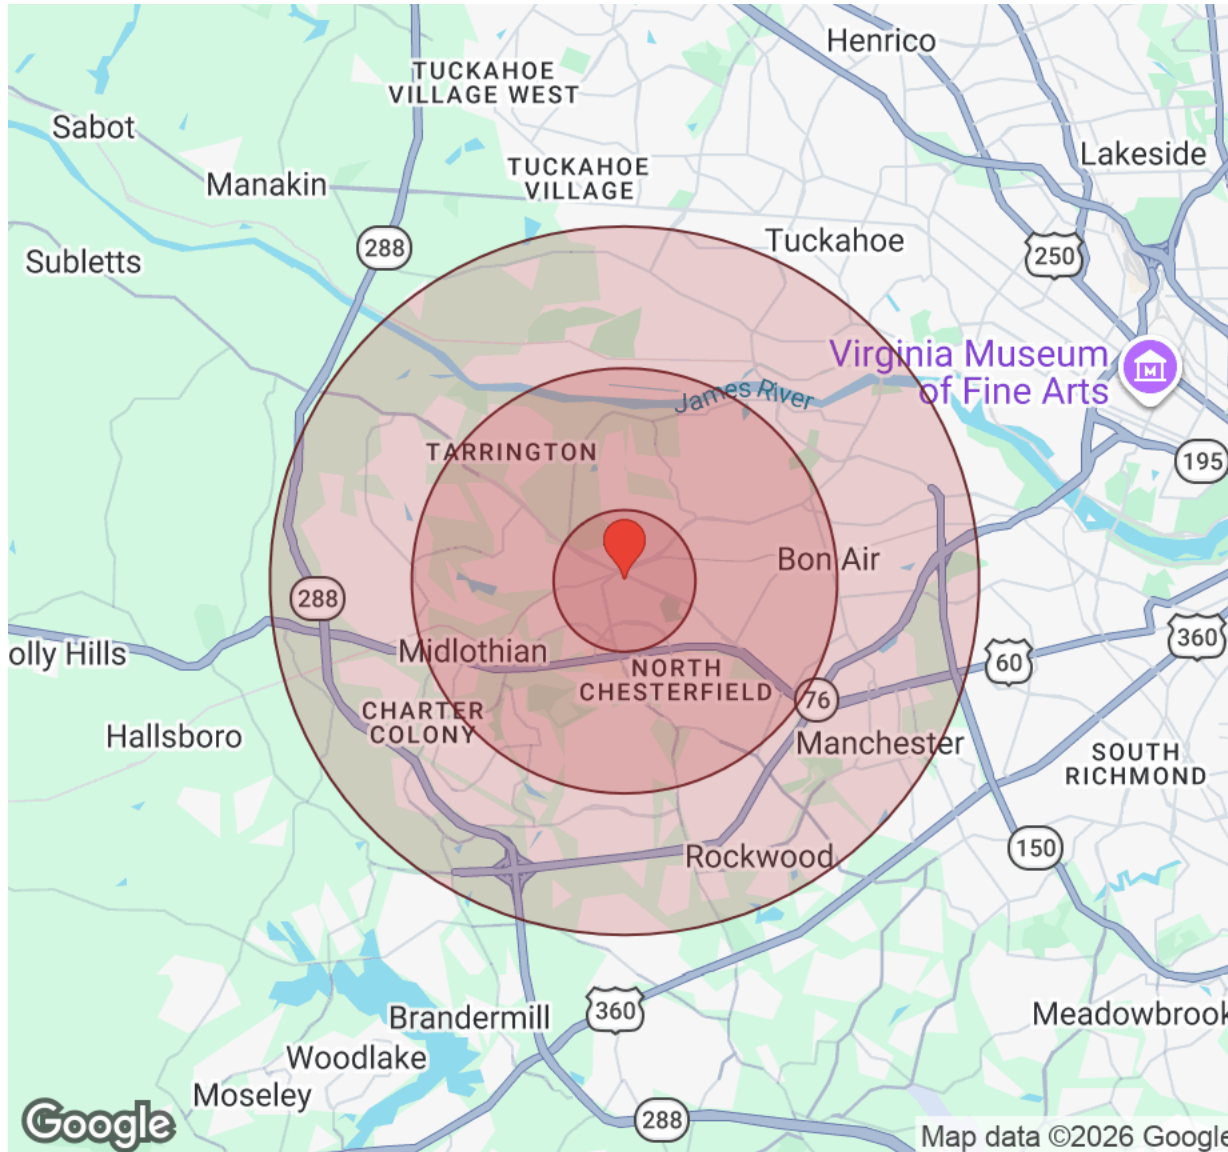 Henrico
TUCKAHOE
VILLAGE WEST
Sabot
Lakeside
TUCKAHOE
VILLAGE
Manakin
288
Tuckahoe
250
Subletts
Virginia Museum
of Fine Arts
James River
TARRINGTON
195
Bon Air
288
olly Hills
Midlothian
NORTH
CHESTERFIELD
60
360
76
CHARTER
COLONY
Hallsboro
Manchester
SOUTH
RICHMOND
Rockwood
150
360
Brandermill
Meadowbrook
Woodlake
Moseley
288
Google
Map data ©2026 Google